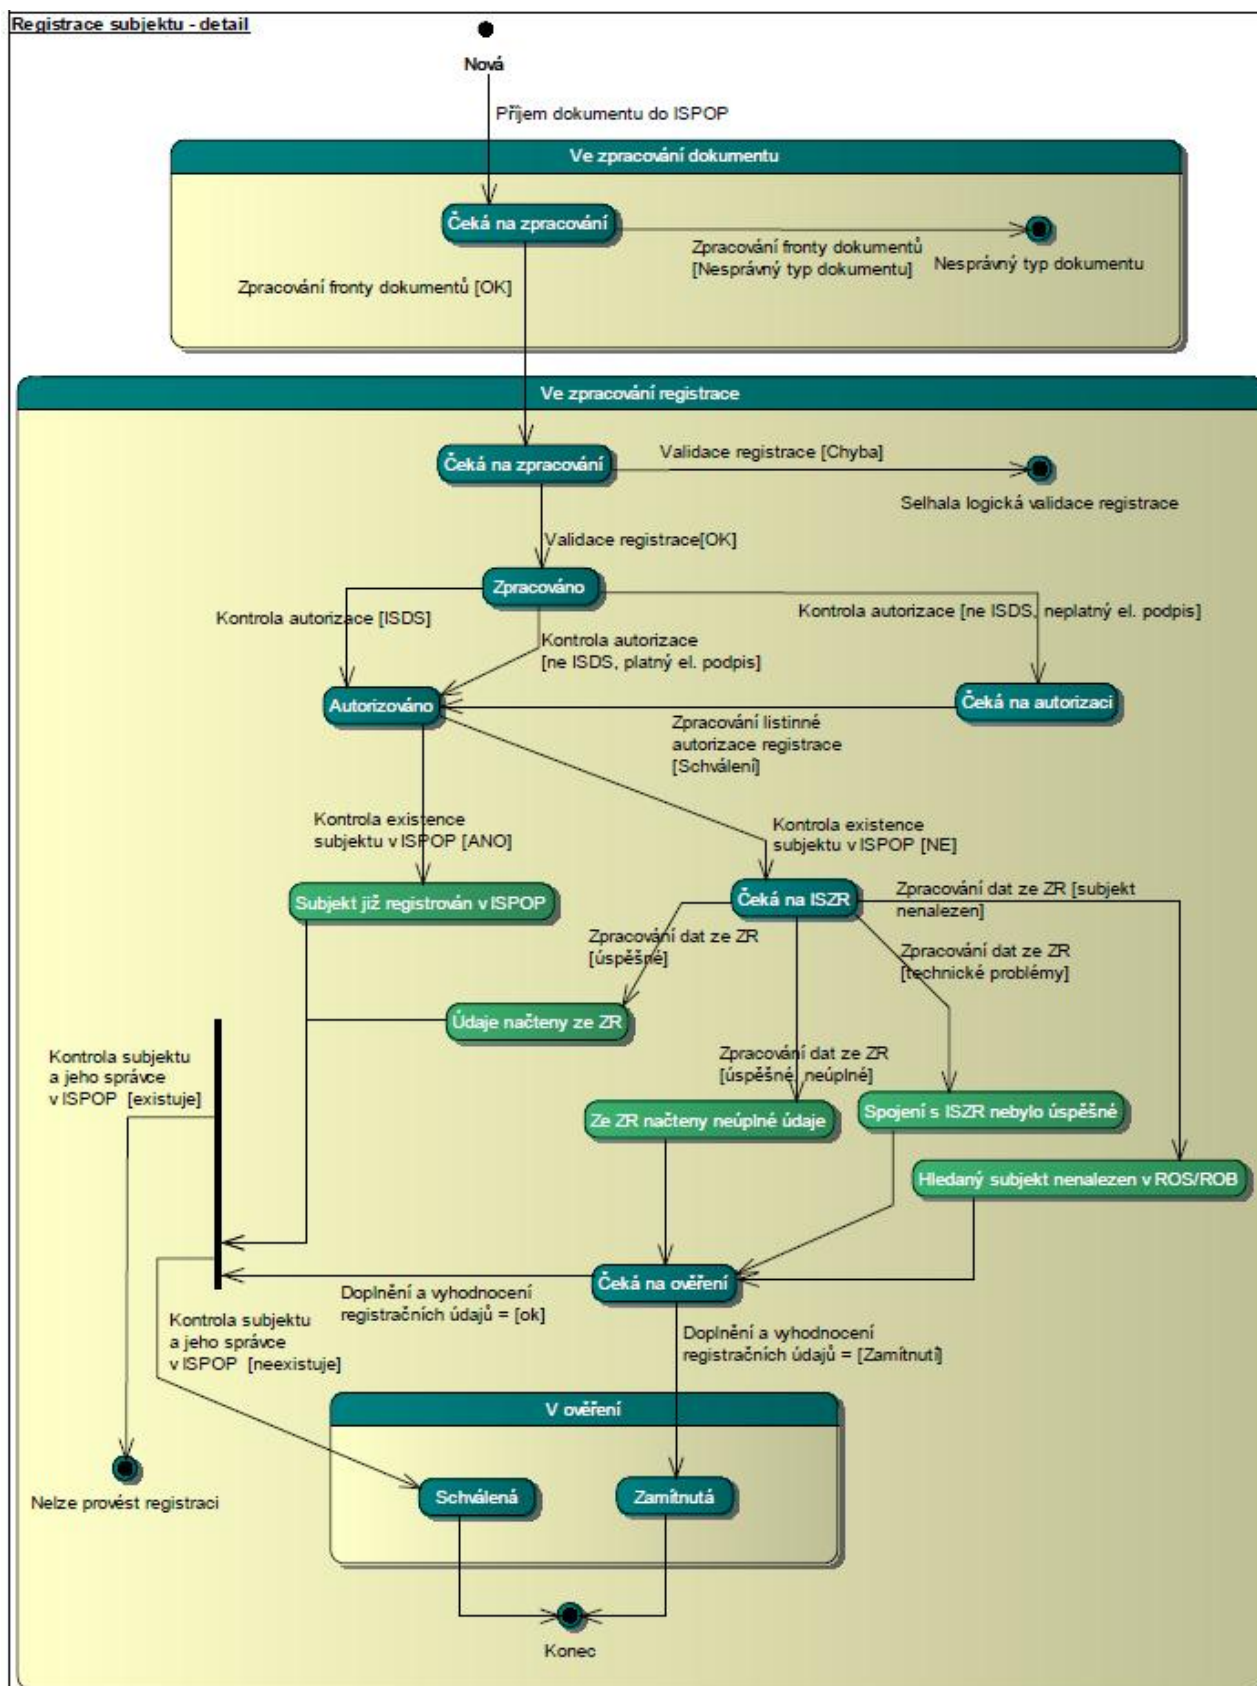 Registrace subjektu - detail
Nová
Příjem dokumentu do ISPOP
Ve zpracování dokumentu
Čeká na zpracování
Zpracování fronty dokumentů
[Nesprávný typ dokumentu]
Nesprávný typ dokumentu
Zpracování fronty dokumentů [OK]
Ve zpracování registrace
Čeká na zpracování
Validace registrace [Chyba]
Selhala logická validace registrace
Validace registrace[OK]
Zpracováno
Kontrola autorizace [ISDS]
Kontrola autorizace
[ne ISDS, platný el. podpis]
Kontrola autorizace [ne ISDS, neplatný el. podpis]
Autorizováno
Čeká na autorizaci
Zpracování listinné
autorizace registrace
[Schválení]
Kontrola existence
subjektu v ISPOP [ANO]
Kontrola existence
subjektu v ISPOP [NE]
Subjekt již registrován v ISPOP
Čeká na ISZR
Zpracování dat ze ZR [subjekt
nenalezen]
Zpracování dat ze ZR
[úspěšné]
Zpracování dat ze ZR
[technické problémy]
Údaje načteny ze ZR
Kontrola subjektu
a jeho správce
v ISPOP [existuje]
Zpracování dat ze ZR
[úspěšné, neúplné]
Ze ZR načteny neúplné údaje
Spojení s ISZR nebylo úspěšné
Hledaný subjekt nenalezen v ROS/ROB
Čeká na ověření
Doplnění a vyhodnocení
registračních údajů = [ok]
Kontrola subjektu
a jeho správce
v ISPOP [neexistuje]
Doplnění a vyhodnocení
registračních údajů = [Zamítnutí]
V ověření
Schválená
Zamítnutá
Nelze provést registraci
Konec